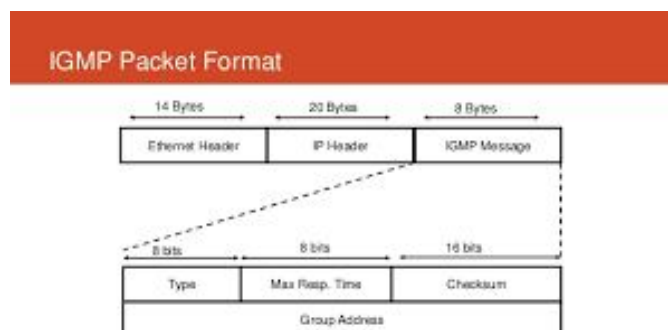 IGMP Packet Format
14 Bytes 20 Bytes 8 Bytes
Ethernet Header IP Header IGMP Message
8 bits 8 bits 16 bits
Type Max Resp. Time Checksum
Group Address